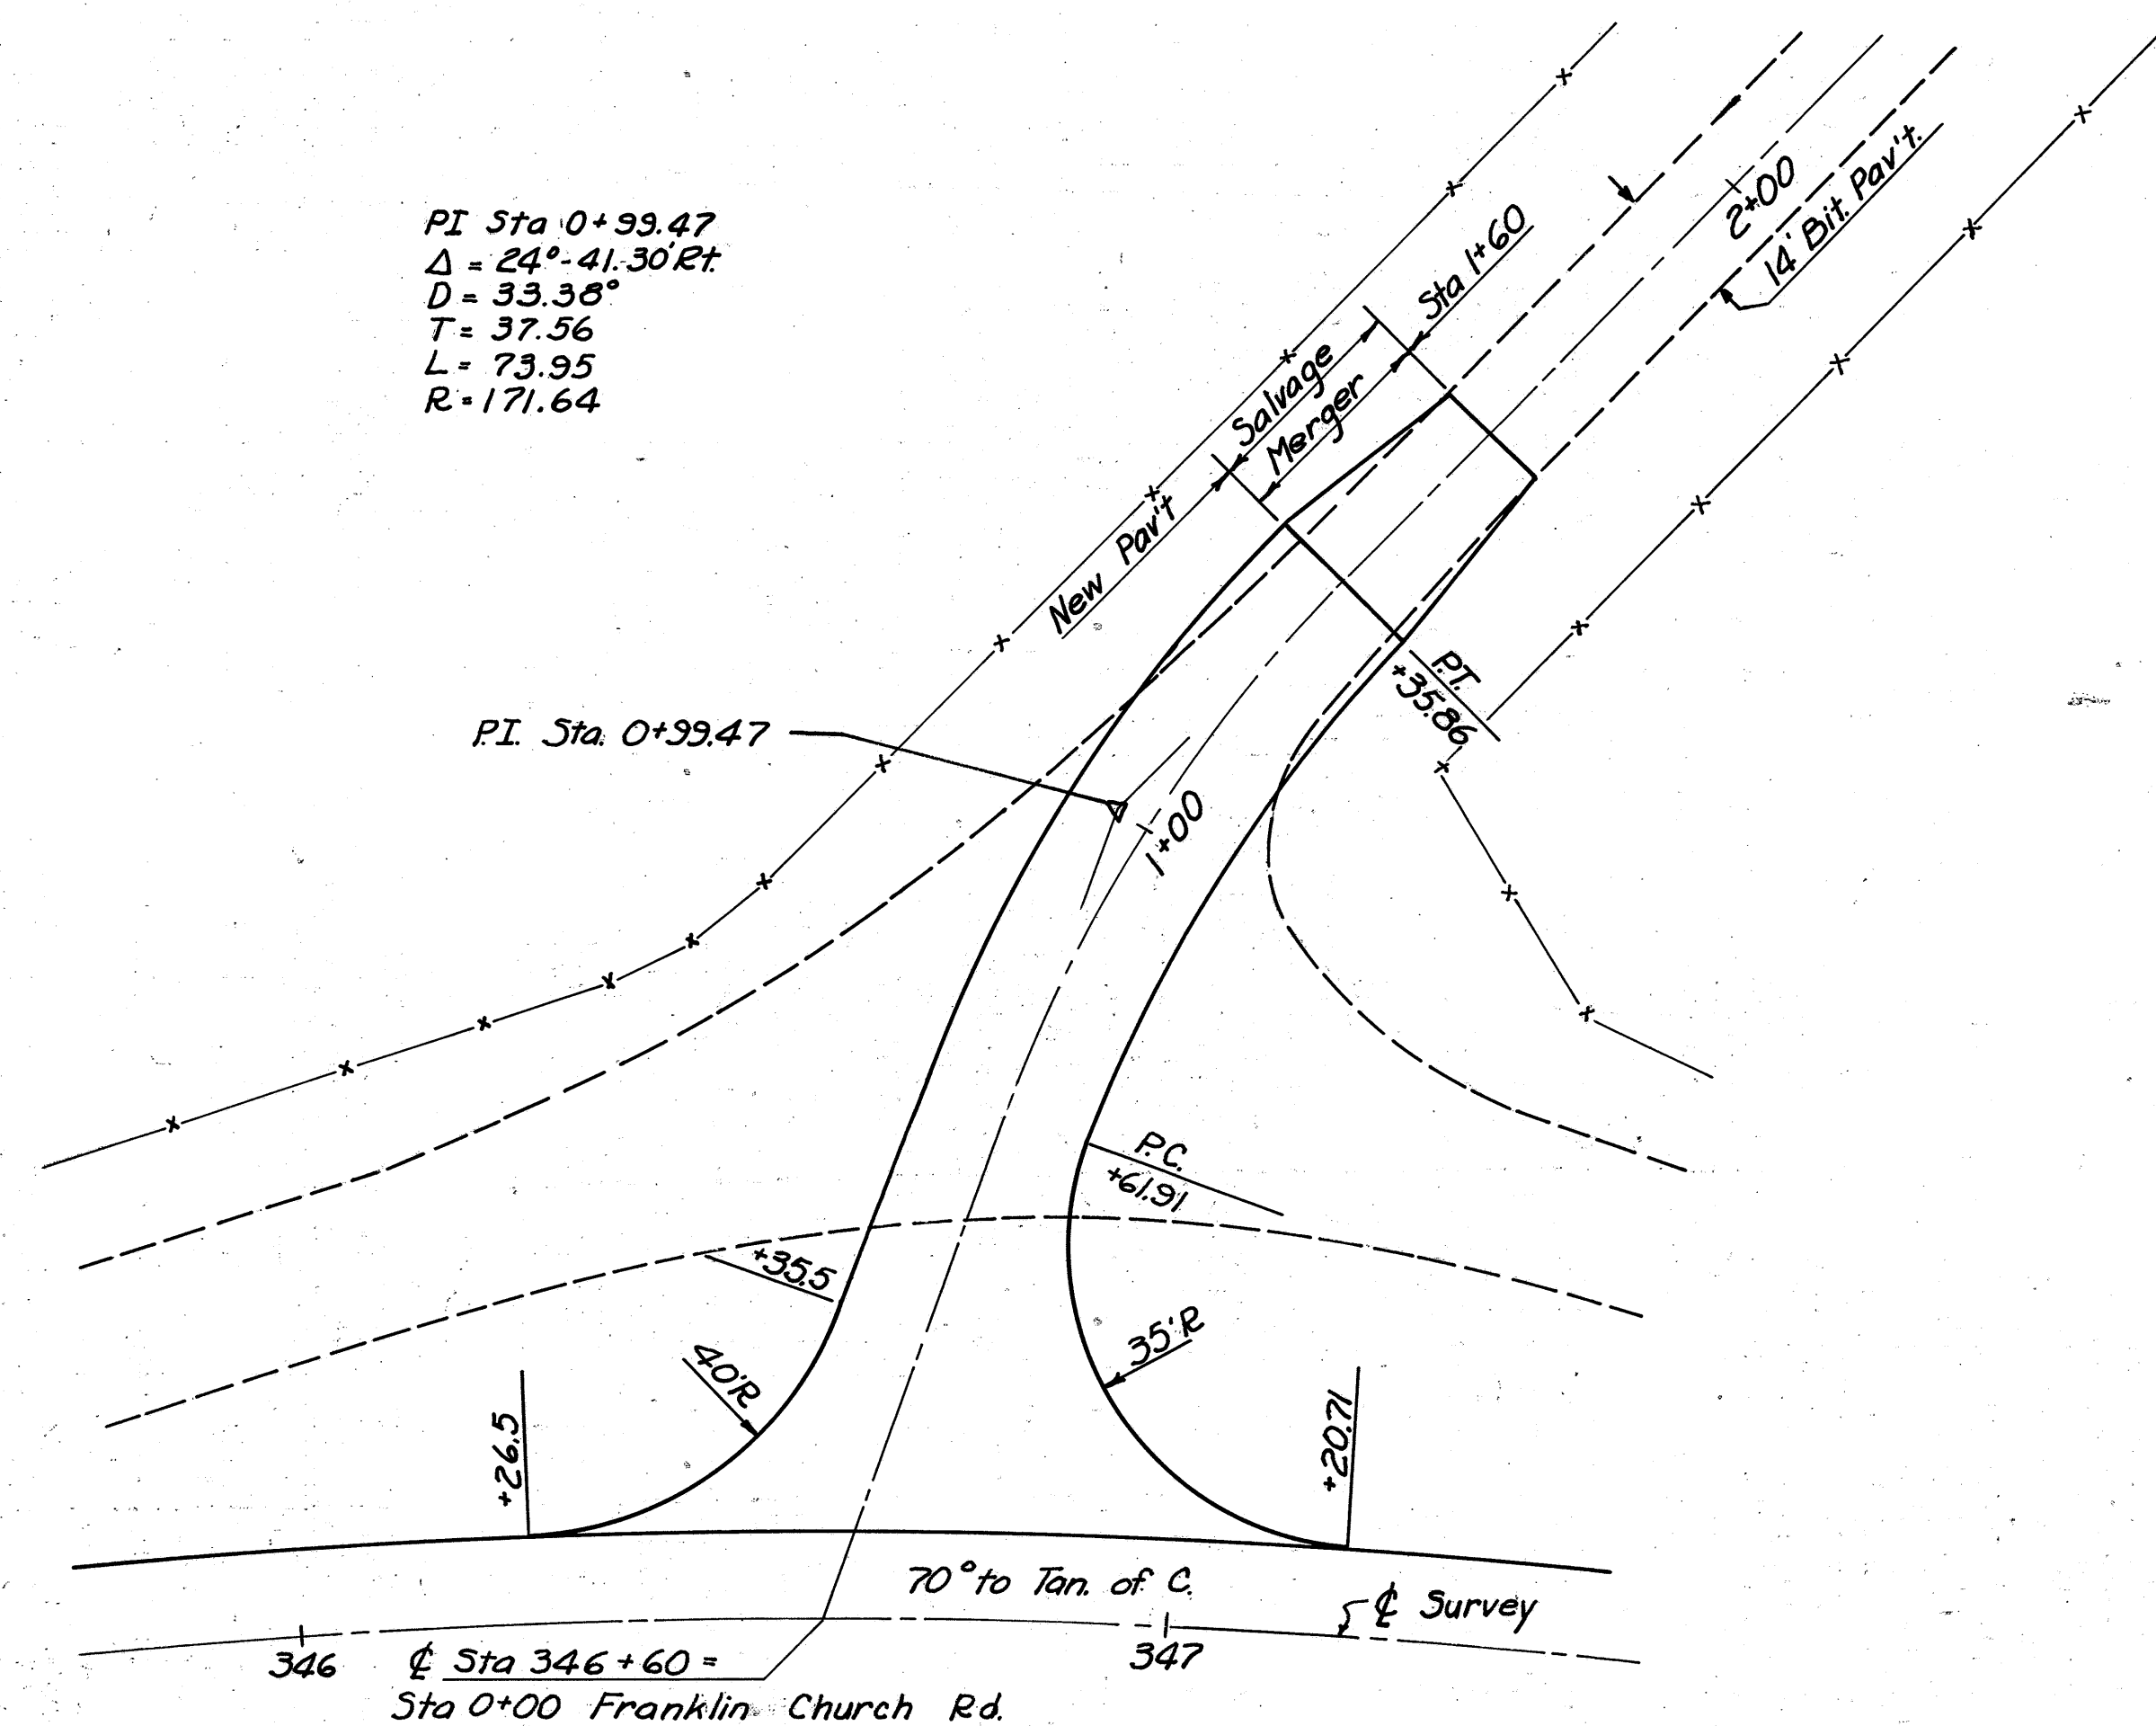 PI Sta 0+99.47
Δ = 24°-41.30' Rt.
D = 33.38°
T = 37.56
L = 73.95
R = 171.64
2+00
14' Bit. Pav't.
Sta 1+60
Salvage
Merger
New Pav't
P.T.
+35.86
P.I. Sta. 0+99.47
1+00
P.C.
+61.91
+35.5
40'R
35'R
+26.5
+20.71
70° to Tan. of C.
℄ Survey
346
347
℄ Sta 346+60 =
Sta 0+00 Franklin Church Rd.